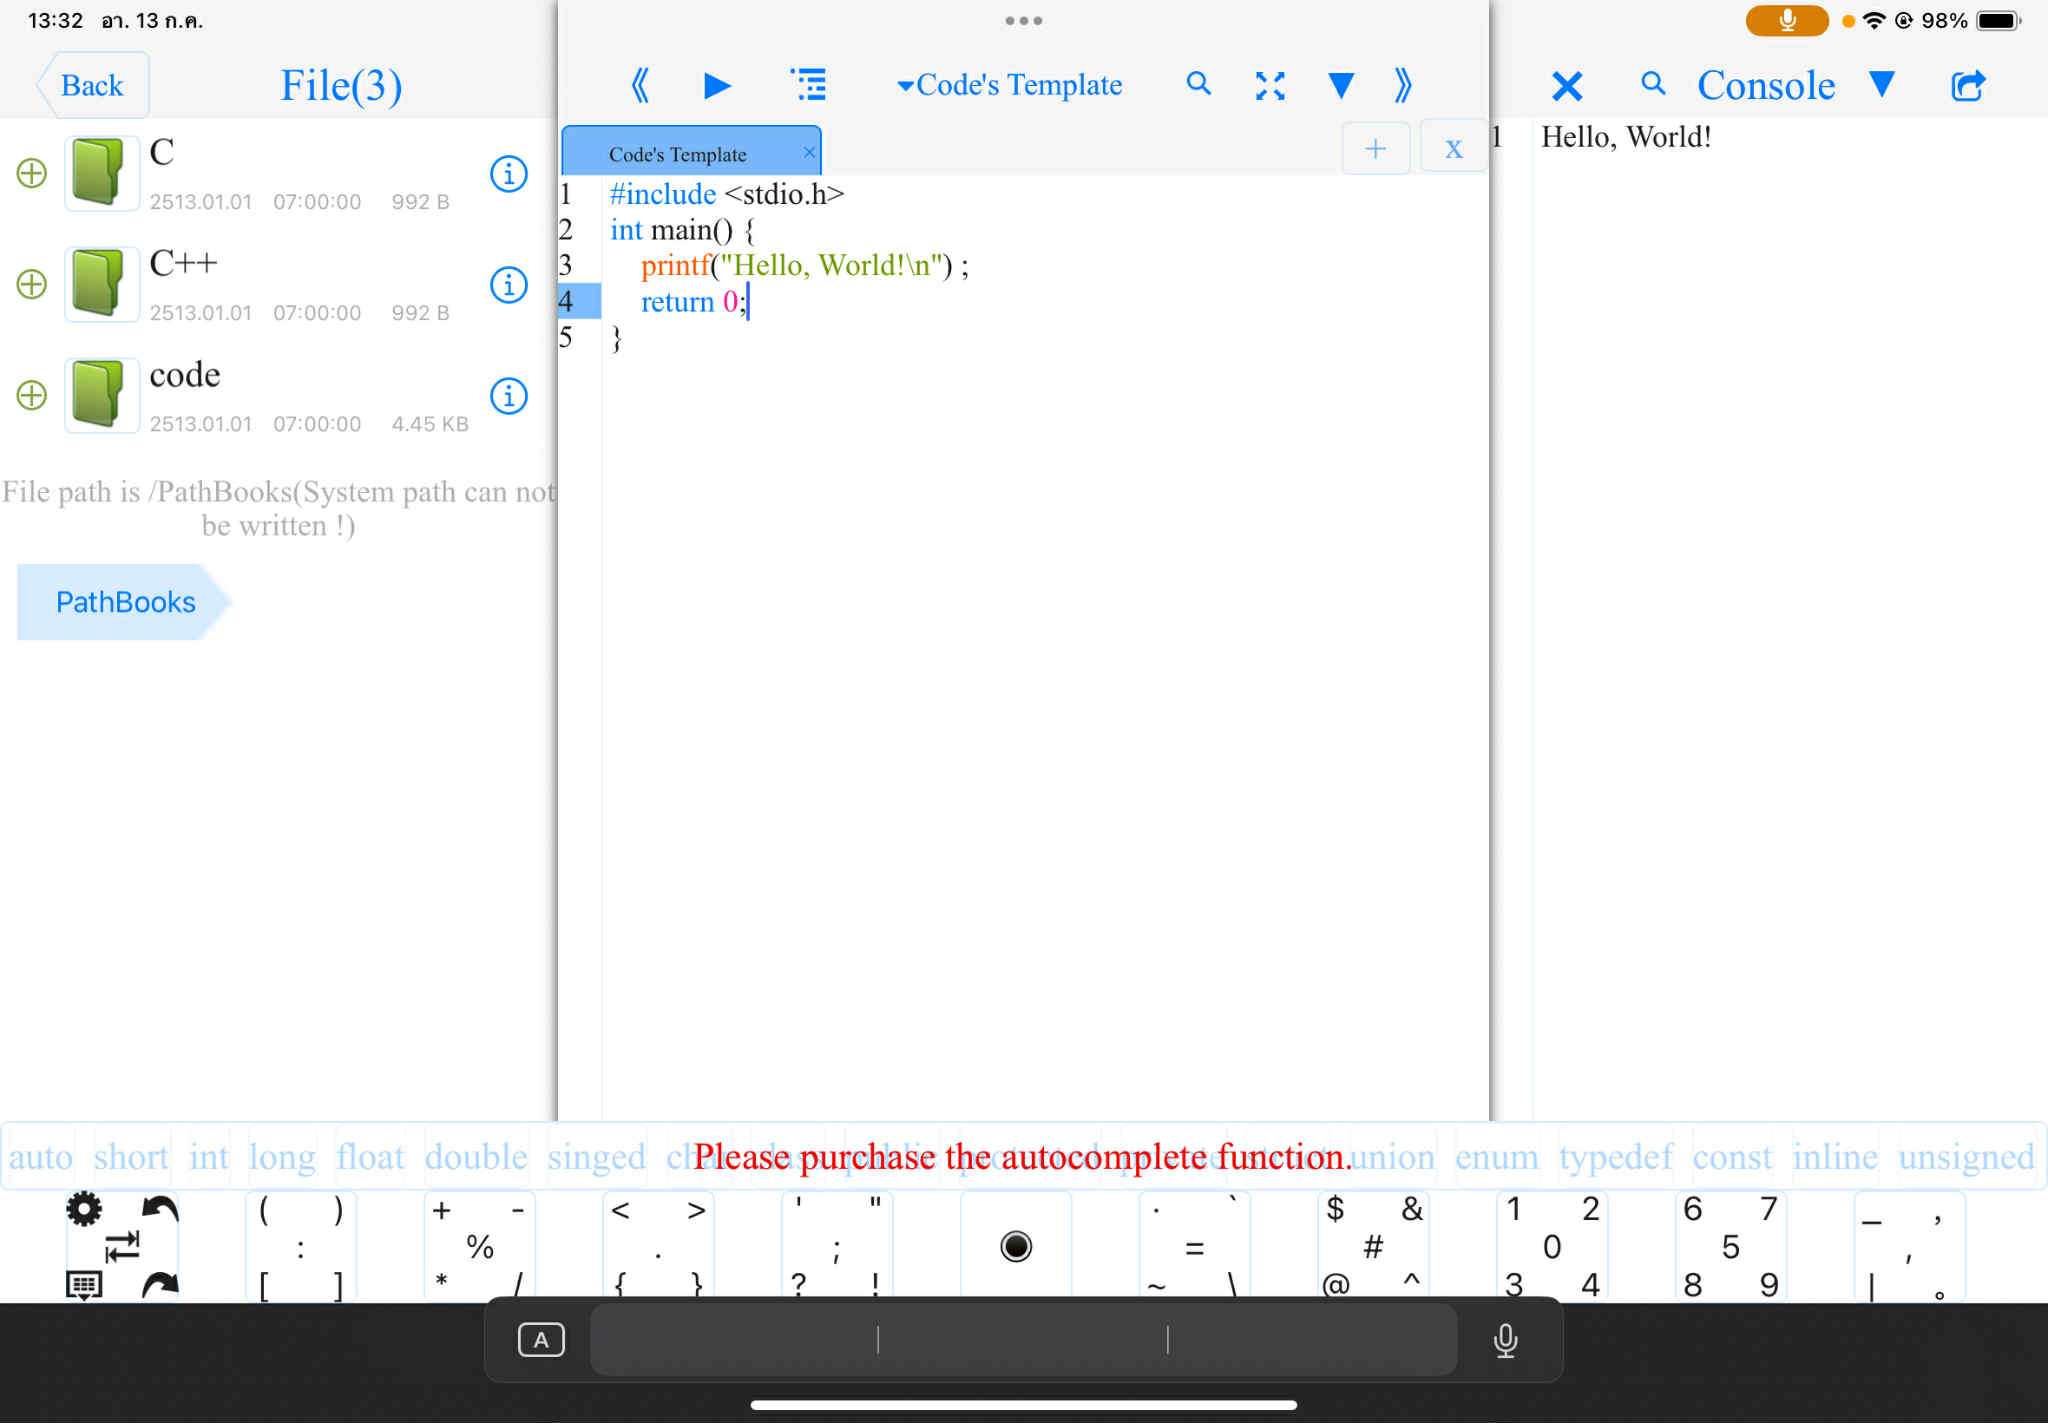 13:32 อา. 13 ก.ค.
98%
Back
File(3)
Code's Template
Console
C
2513.01.01 07:00:00 992 B
C++
2513.01.01 07:00:00 992 B
code
2513.01.01 07:00:00 4.45 KB
File path is /PathBooks(System path can not
be written !)
PathBooks
Code's Template ×
+ x
1 #include <stdio.h>
2 int main() {
3 printf("Hello, World!\n") ;
4 return 0;
5 }
1 Hello, World!
auto short int long float double singed union enum typedef const inline unsigned
Please purchase the autocomplete function.
( ) + - < > ' " · ` $ & 1 2 6 7 _ ,
: % . ; = # 0 5 ,
[ ] * / { } ? ! ~ \ @ ^ 3 4 8 9 | 。
A